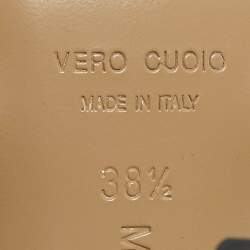 VERO CUOIO
MADE IN ITALY
38½
M